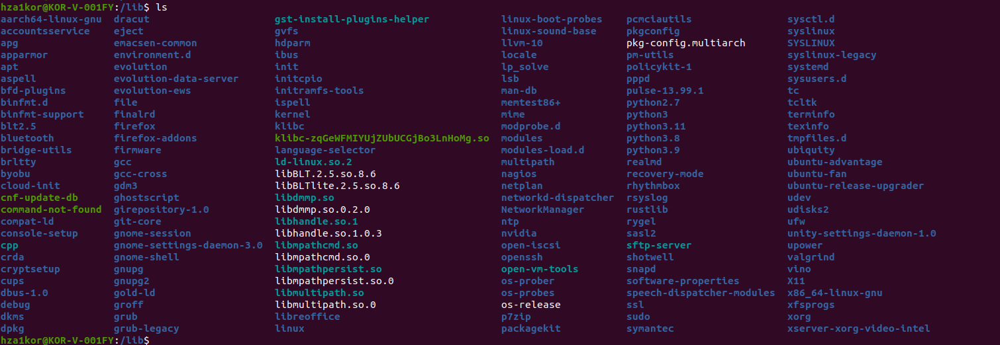 hza1kor@KOR-V-001FY:/lib$ ls
aarch64-linux-gnu dracut gst-install-plugins-helper linux-boot-probes pcmciautils sysctl.d
accountsservice eject gvfs linux-sound-base pkgconfig syslinux
apg emacsen-common hdparm llvm-10 pkg-config.multiarch SYSLINUX
apparmor environment.d ibus locale pm-utils syslinux-legacy
apt evolution init lp_solve policykit-1 systemd
aspell evolution-data-server initcpio lsb pppd sysusers.d
bfd-plugins evolution-ews initramfs-tools man-db pulse-13.99.1 tc
binfmt.d file ispell memtest86+ python2.7 tcltk
binfmt-support finalrd kernel mime python3 terminfo
blt2.5 firefox klibc modprobe.d python3.11 texinfo
bluetooth firefox-addons klibc-zqGeWFMIYUjZUbUCGjBo3LnHoMg.so modules python3.8 tmpfiles.d
bridge-utils firmware language-selector modules-load.d python3.9 ubiquity
brltty gcc ld-linux.so.2 multipath realmd ubuntu-advantage
byobu gcc-cross libBLT.2.5.so.8.6 nagios recovery-mode ubuntu-fan
cloud-init gdm3 libBLTlite.2.5.so.8.6 netplan rhythmbox ubuntu-release-upgrader
cnf-update-db ghostscript libdmmp.so networkd-dispatcher rsyslog udev
command-not-found girepository-1.0 libdmmp.so.0.2.0 NetworkManager rustlib udisks2
compat-ld git-core libhandle.so.1 ntp rygel ufw
console-setup gnome-session libhandle.so.1.0.3 nvidia sasl2 unity-settings-daemon-1.0
cpp gnome-settings-daemon-3.0 libmpathcmd.so open-iscsi sftp-server upower
crda gnome-shell libmpathcmd.so.0 openssh shotwell valgrind
cryptsetup gnupg libmpathpersist.so open-vm-tools snapd vino
cups gnupg2 libmpathpersist.so.0 os-prober software-properties X11
dbus-1.0 gold-ld libmultipath.so os-probes speech-dispatcher-modules x86_64-linux-gnu
debug groff libmultipath.so.0 os-release ssl xfsprogs
dkms grub libreoffice p7zip sudo xorg
dpkg grub-legacy linux packagekit symantec xserver-xorg-video-intel
hza1kor@KOR-V-001FY:/lib$